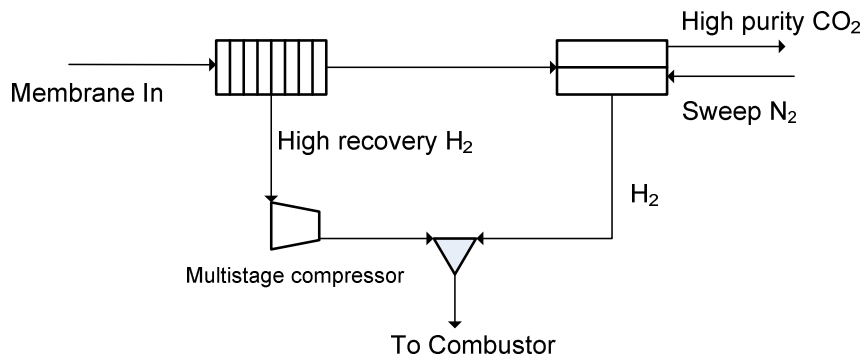 High purity CO₂
Membrane In
Sweep N₂
High recovery H₂
H₂
Multistage compressor
To Combustor